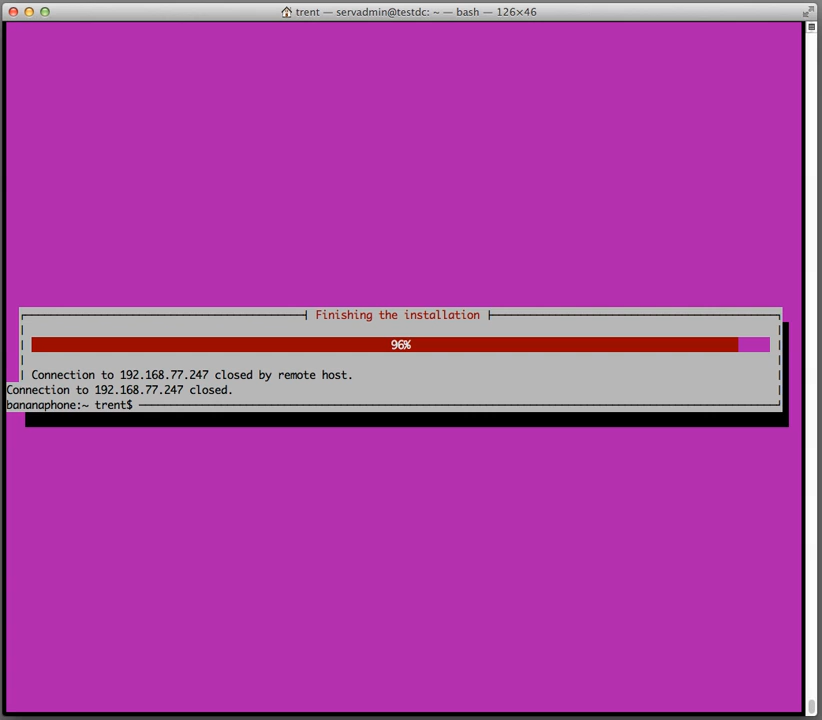 trent — servadmin@testdc: ~ — bash — 126×46
Finishing the installation
96%
Connection to 192.168.77.247 closed by remote host.
Connection to 192.168.77.247 closed.
bananaphone:~ trent$